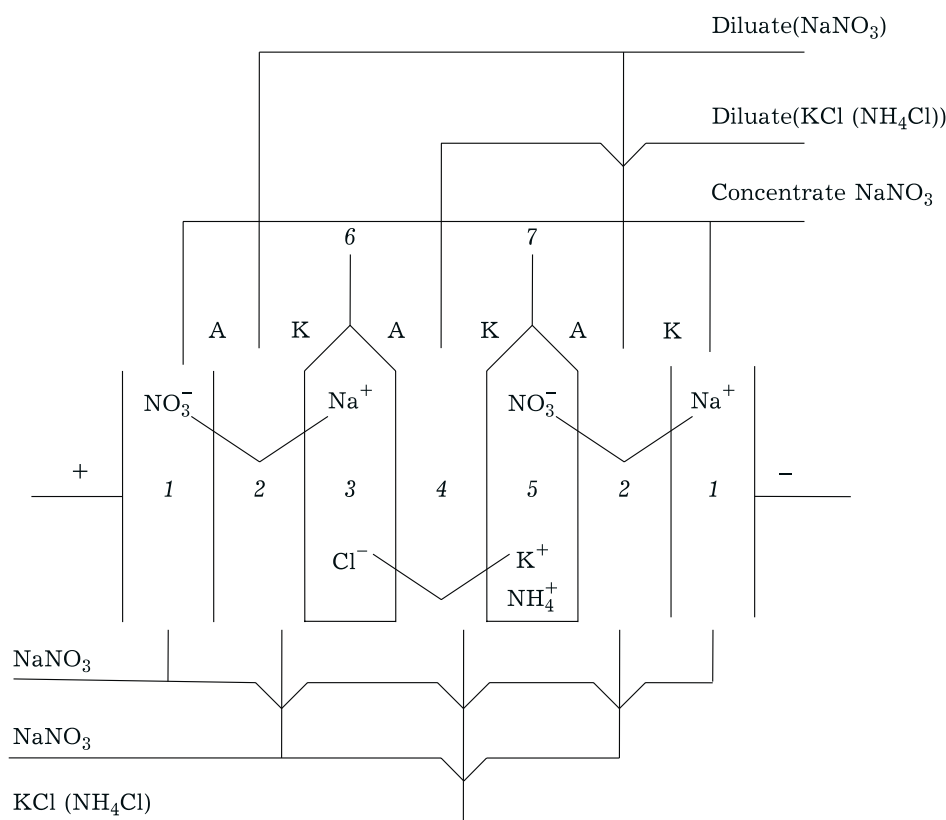 Diluate(NaNO₃)
Diluate(KCl (NH₄Cl))
Concentrate NaNO₃
6 7
A K A K A K
NO₃⁻ Na⁺ NO₃⁻ Na⁺
+ −
1 2 3 4 5 2 1
Cl⁻ K⁺
NH₄⁺
NaNO₃
NaNO₃
KCl (NH₄Cl)